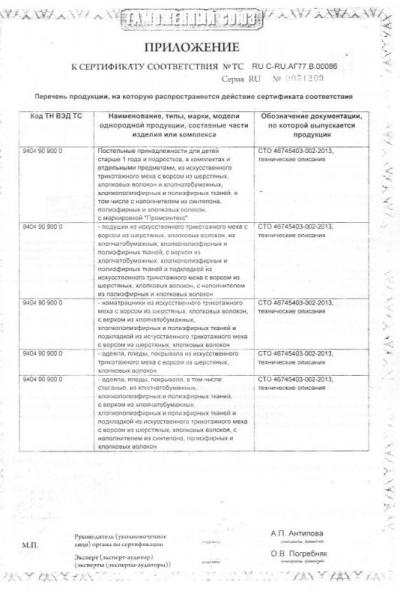 ТАМОЖЕННЫЙ СОЮЗ
ПРИЛОЖЕНИЕ
К СЕРТИФИКАТУ СООТВЕТСТВИЯ № ТС RU C-RU.АГ77.В.00086
Серия RU № 0071209
Перечень продукции, на которую распространяется действие сертификата соответствия
Код ТН ВЭД ТС
Наименование, типы, марки, модели
однородной продукции, составные части
изделия или комплекса
Обозначение документации,
по которой выпускается
продукция
9404 90 900 0
Постельные принадлежности для детей
старше 1 года и подростков, в комплектах и
отдельными предметами, из искусственного
трикотажного меха с ворсом из шерстяных,
хлопковых волокон и хлопчатобумажных,
хлопкополиэфирных и полиэфирных тканей, в
том числе с наполнителем из синтепона,
полиэфирных и хлопковых волокон,
с маркировкой "Промсинтекс"
СТО 46745403-002-2013,
технические описания
9404 90 900 0
- подушки из искусственного трикотажного меха с
ворсом из шерстяных, хлопковых волокон, из
хлопчатобумажных, хлопкополиэфирных и
полиэфирных тканей, с верхом из
хлопчатобумажных, хлопкополиэфирных и
полиэфирных тканей и подкладкой из
искусственного трикотажного меха с ворсом из
шерстяных, хлопковых волокон, с наполнителем
из полиэфирных и хлопковых волокон
СТО 46745403-002-2013,
технические описания
9404 90 900 0
- наматрацники из искусственного трикотажного
меха с ворсом из шерстяных, хлопковых волокон,
с верхом из хлопчатобумажных,
хлопкополиэфирных и полиэфирных тканей и
подкладкой из искусственного трикотажного меха
с ворсом из шерстяных, хлопковых волокон
СТО 46745403-002-2013,
технические описания
9404 90 900 0
- одеяла, пледы, покрывала из искусственного
трикотажного меха с ворсом из шерстяных,
хлопковых волокон
СТО 46745403-002-2013,
технические описания
9404 90 900 0
- одеяла, пледы, покрывала, в том числе
стеганые, из хлопчатобумажных,
хлопкополиэфирных и полиэфирных тканей,
с верхом из хлопчатобумажных,
хлопкополиэфирных и полиэфирных тканей и
подкладкой из искусственного трикотажного меха
с ворсом из шерстяных, хлопковых волокон, с
наполнителем из синтепона, полиэфирных и
хлопковых волокон
СТО 46745403-002-2013,
технические описания
М.П.
Руководитель (уполномоченное
лицо) органа по сертификации
подпись
А.П. Антипова
инициалы, фамилия
Эксперт (эксперт-аудитор)
(эксперты (эксперты-аудиторы))
подпись
О.В. Погребняк
инициалы, фамилия